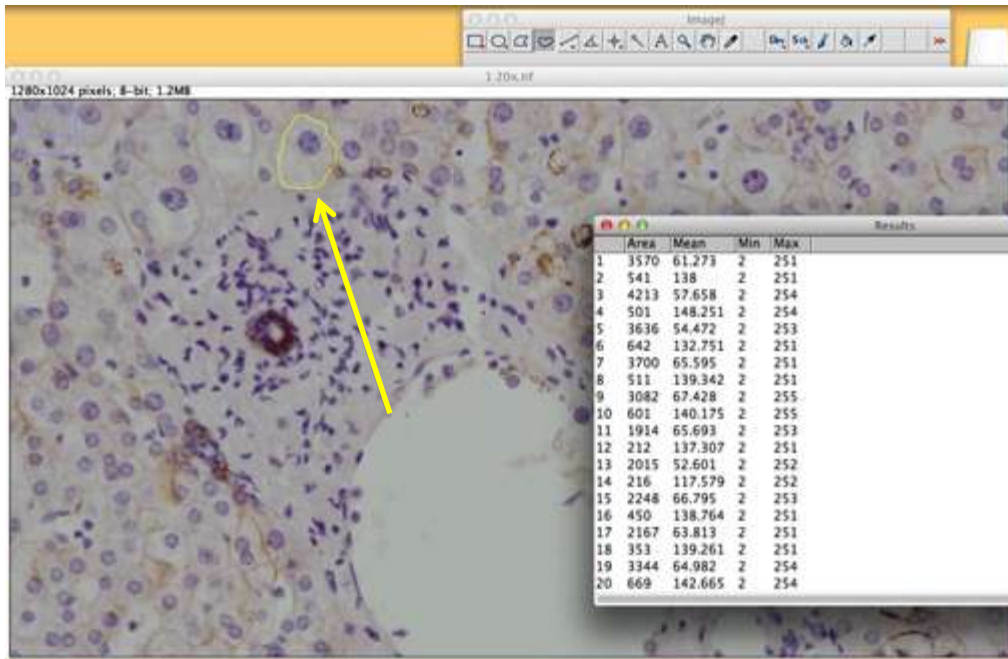 ImageJ
A Dev Stk >>
1 20x.tif
1280x1024 pixels; 8-bit; 1.2MB
Results
Area Mean Min Max
1 3570 61.273 2 251
2 541 138 2 251
3 4213 57.658 2 254
4 501 148.251 2 254
5 3636 54.472 2 253
6 642 132.751 2 251
7 3700 65.595 2 251
8 511 139.342 2 251
9 3082 67.428 2 255
10 601 140.175 2 255
11 1914 65.693 2 253
12 212 137.307 2 251
13 2015 52.601 2 252
14 216 117.579 2 252
15 2248 66.795 2 253
16 450 138.764 2 251
17 2167 63.813 2 251
18 353 139.261 2 251
19 3344 64.982 2 254
20 669 142.665 2 254